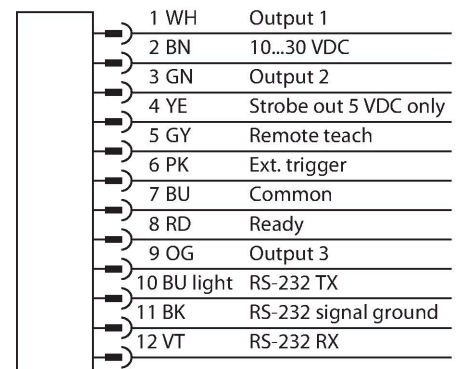 1 WH Output 1
2 BN 10...30 VDC
3 GN Output 2
4 YE Strobe out 5 VDC only
5 GY Remote teach
6 PK Ext. trigger
7 BU Common
8 RD Ready
9 OG Output 3
10 BU light RS-232 TX
11 BK RS-232 signal ground
12 VT RS-232 RX